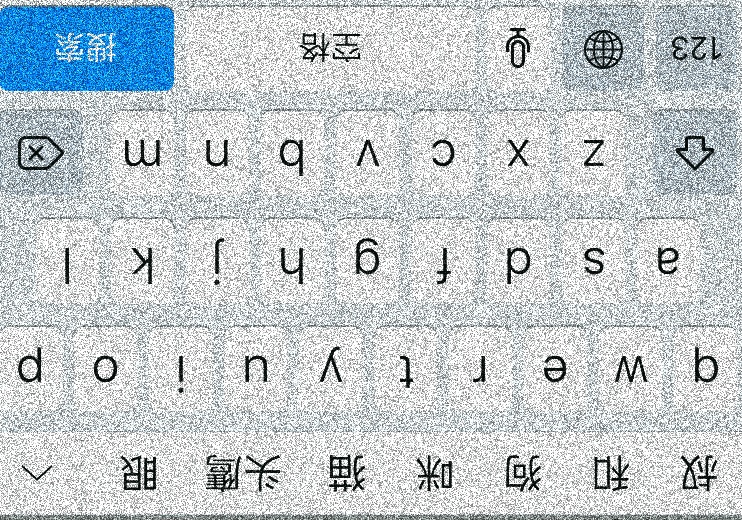 叔 和 狗 咪 猫 头鹰 眼
q w e r t y u i o p
a s d f g h j k l
z x c v b n m
123 空格 搜索